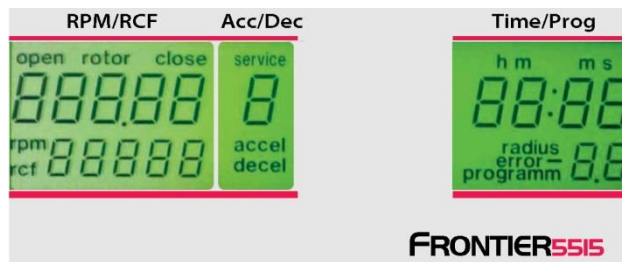 RPM/RCF Acc/Dec Time/Prog
open rotor close service h m m s
888.88 8 88:88
rpm 88888 accel radius
rcf decel error
programm 8.8
FRONTIER5515